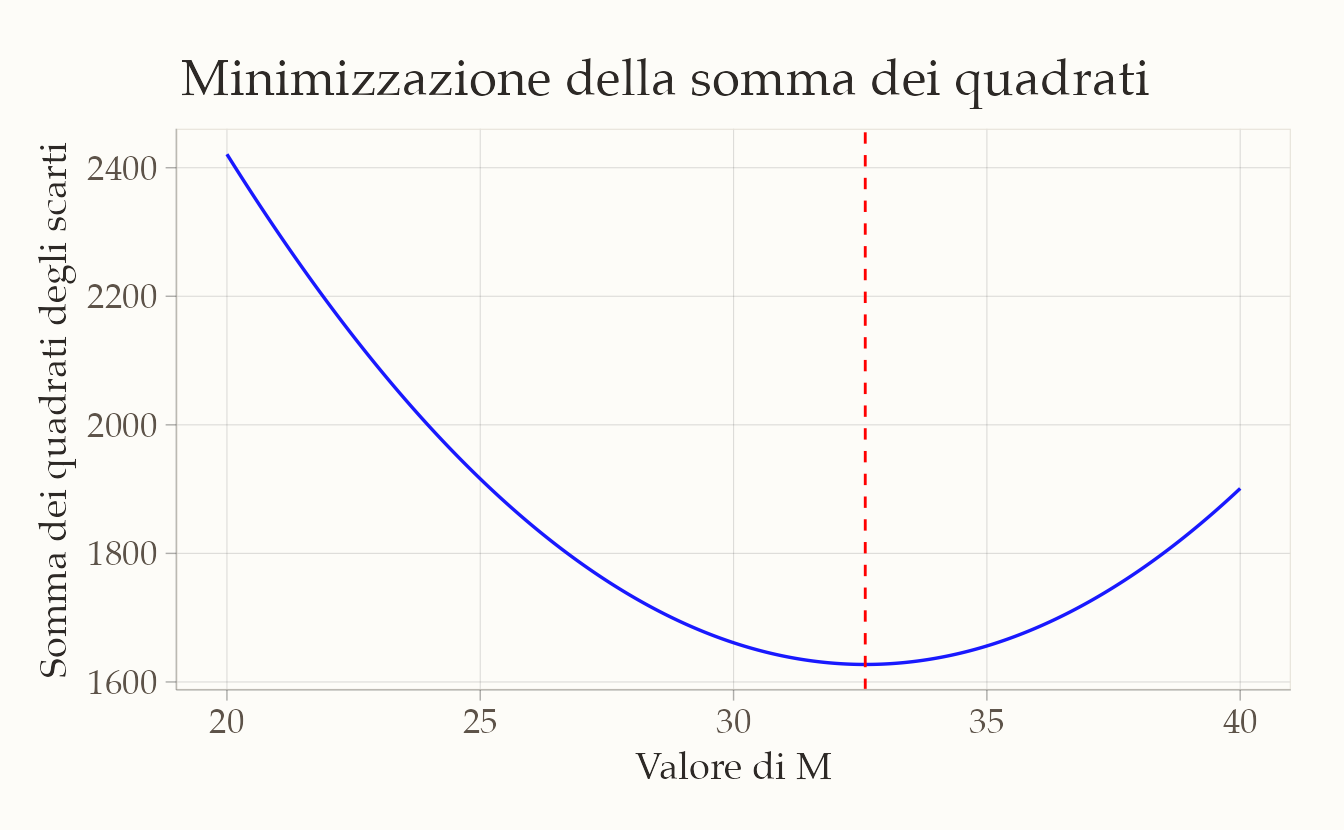 Minimizzazione della somma dei quadrati
Somma dei quadrati degli scarti
2400
2200
2000
1800
1600
20 25 30 35 40
Valore di M